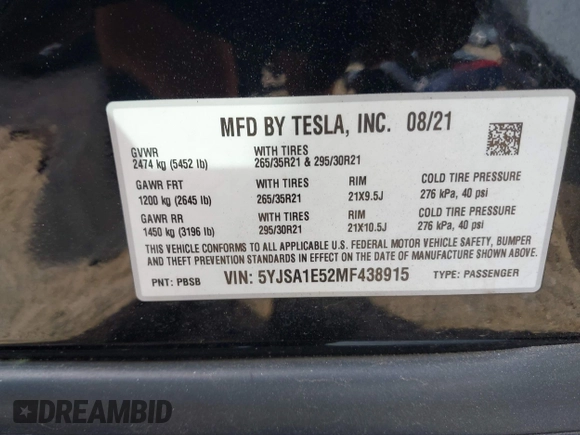 MFD BY TESLA, INC. 08/21
GVWR WITH TIRES
2474 kg (5452 lb) 265/35R21 & 295/30R21
GAWR FRT WITH TIRES RIM COLD TIRE PRESSURE
1200 kg (2645 lb) 265/35R21 21X9.5J 276 kPa, 40 psi
GAWR RR WITH TIRES RIM COLD TIRE PRESSURE
1450 kg (3196 lb) 295/30R21 21X10.5J 276 kPa, 40 psi
THIS VEHICLE CONFORMS TO ALL APPLICABLE U.S. FEDERAL MOTOR VEHICLE SAFETY, BUMPER
AND THEFT PREVENTION STANDARDS IN EFFECT ON THE DATE OF MANUFACTURE SHOWN ABOVE.
PNT: PBSB VIN: 5YJSA1E52MF438915 TYPE: PASSENGER
DREAMBID